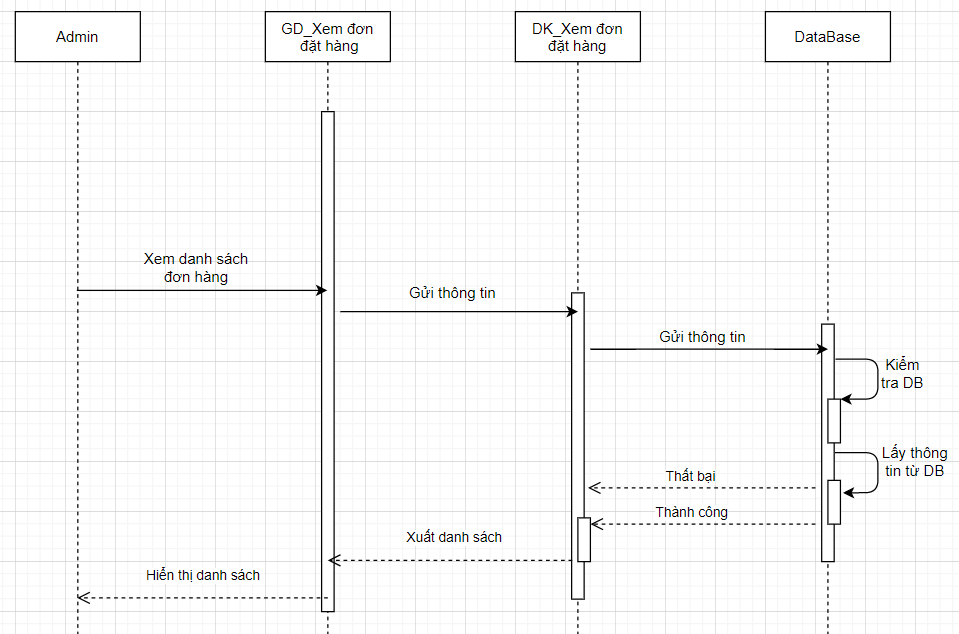 Admin
GD_Xem đơn
đặt hàng
DK_Xem đơn
đặt hàng
DataBase
Xem danh sách
đơn hàng
Gửi thông tin
Gửi thông tin
Kiểm
tra DB
Lấy thông
tin từ DB
Thất bại
Thành công
Xuất danh sách
Hiển thị danh sách